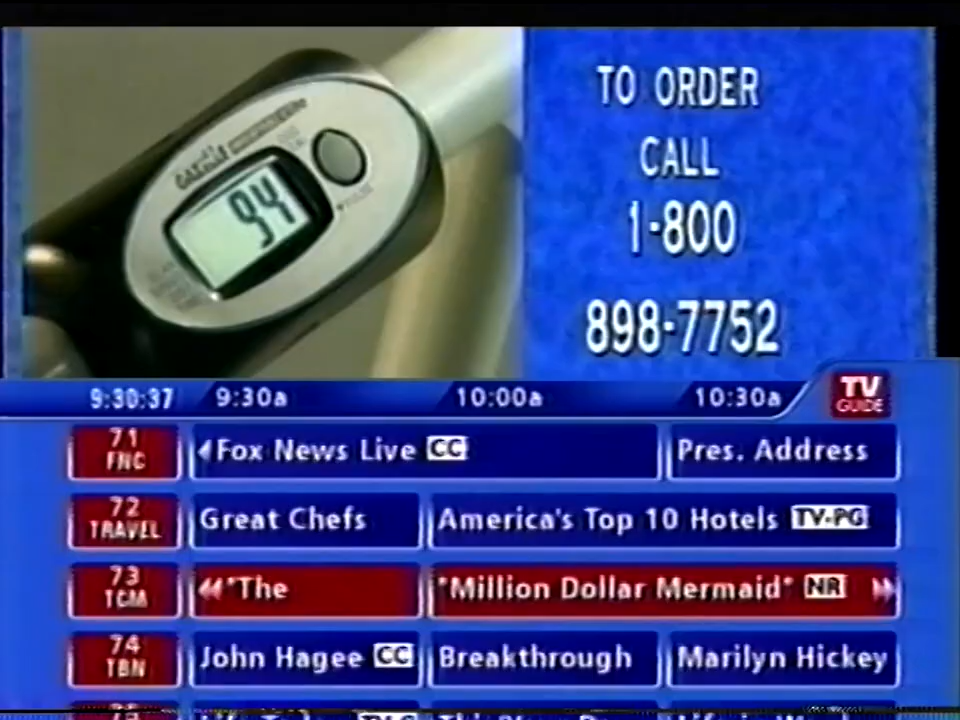 94
TO ORDER
CALL
1-800
898-7752
9:30:37 9:30a 10:00a 10:30a TV GUIDE
71 FNC Fox News Live CC Pres. Address
72 TRAVEL Great Chefs America's Top 10 Hotels TV-PG
73 TCM "The "Million Dollar Mermaid" NR
74 TBN John Hagee CC Breakthrough Marilyn Hickey